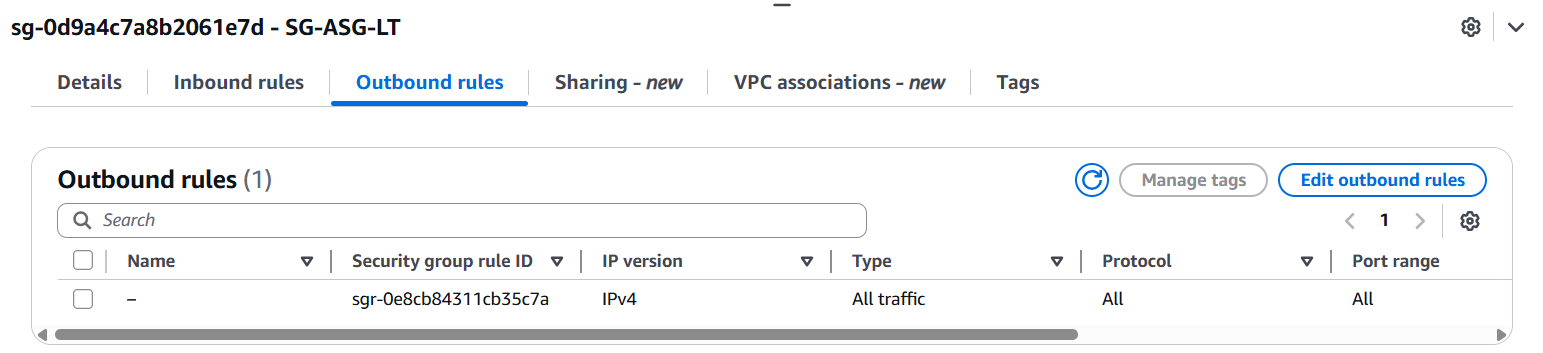 sg-0d9a4c7a8b2061e7d - SG-ASG-LT
Details Inbound rules Outbound rules Sharing - new VPC associations - new Tags
Outbound rules (1) Manage tags Edit outbound rules
Search 1
Name Security group rule ID IP version Type Protocol Port range
– sgr-0e8cb84311cb35c7a IPv4 All traffic All All